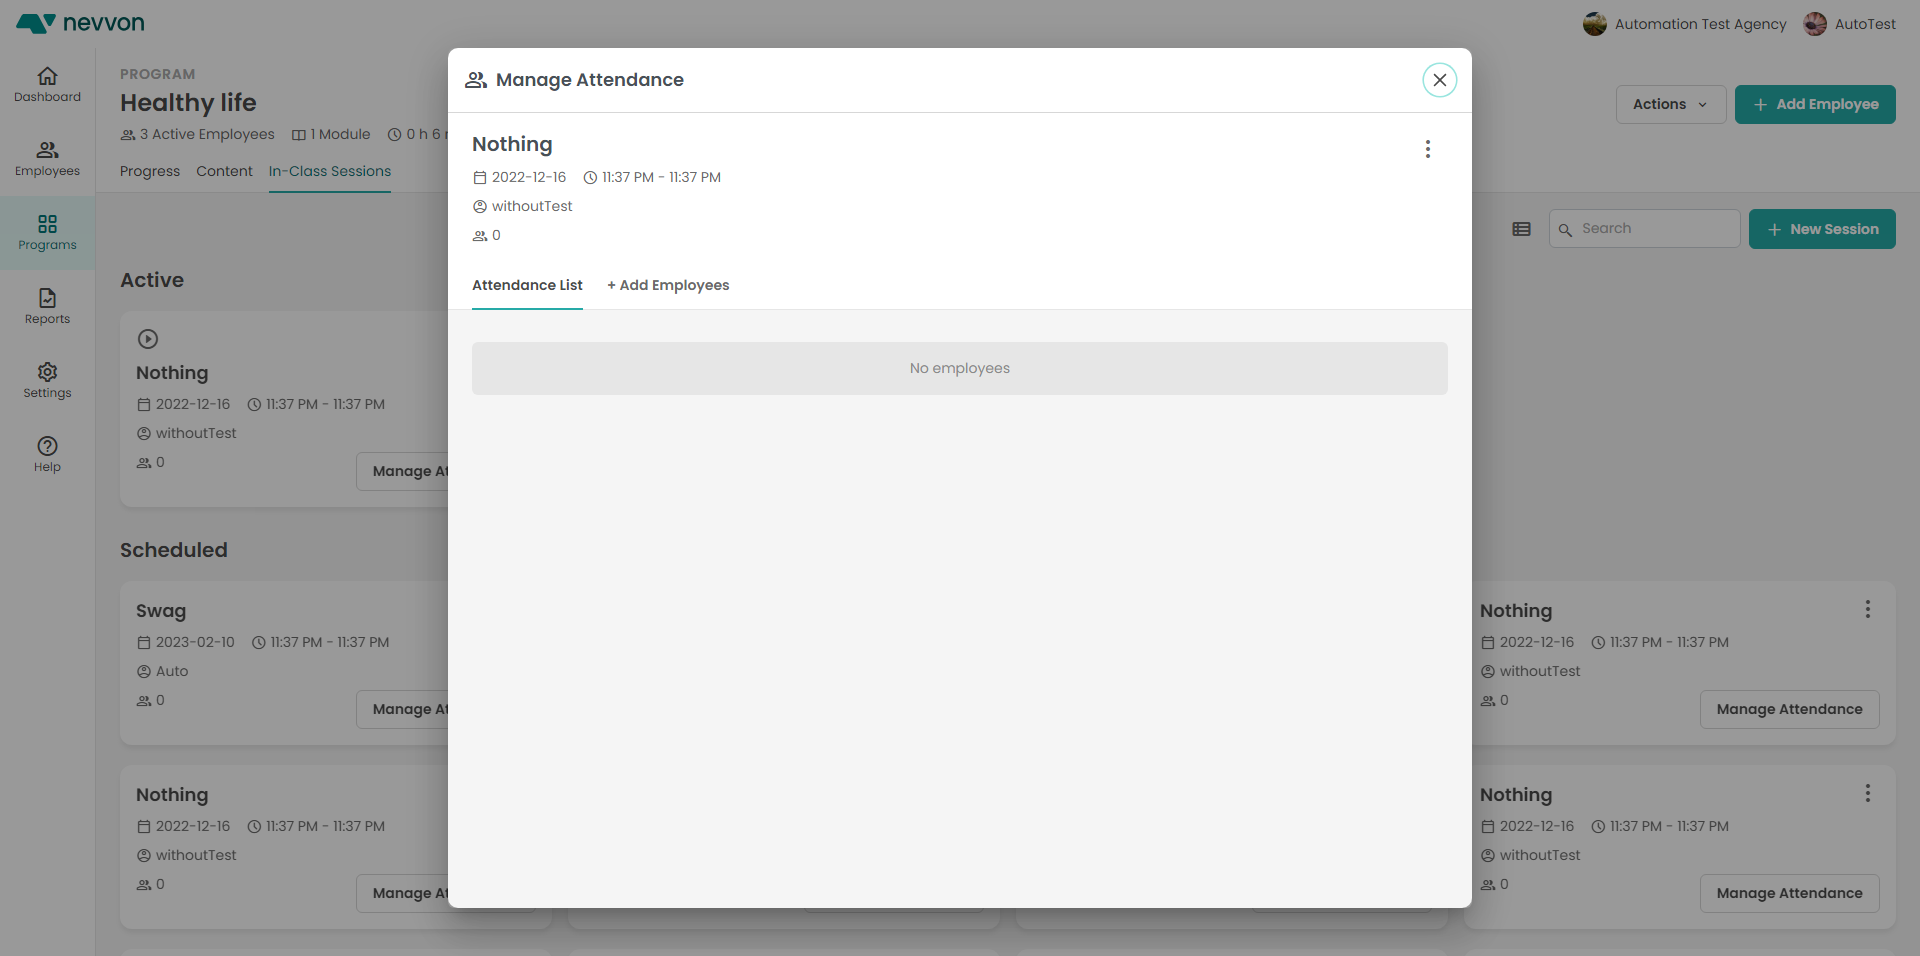 nevvon
Automation Test Agency
AutoTest
Dashboard
Employees
Programs
Reports
Settings
Help
PROGRAM
Healthy life
3 Active Employees
1 Module
0 h 6
Progress
Content
In-Class Sessions
Actions
Add Employee
Search
New Session
Active
Nothing
2022-12-16
11:37 PM - 11:37 PM
withoutTest
0
Manage
Scheduled
Swag
2023-02-10
11:37 PM - 11:37 PM
Auto
0
Manage
Nothing
2022-12-16
11:37 PM - 11:37 PM
withoutTest
0
Manage Attendance
Nothing
2022-12-16
11:37 PM - 11:37 PM
withoutTest
0
Manage
Nothing
2022-12-16
11:37 PM - 11:37 PM
withoutTest
0
Manage Attendance
Manage Attendance
Nothing
2022-12-16
11:37 PM - 11:37 PM
withoutTest
0
Attendance List
+ Add Employees
No employees